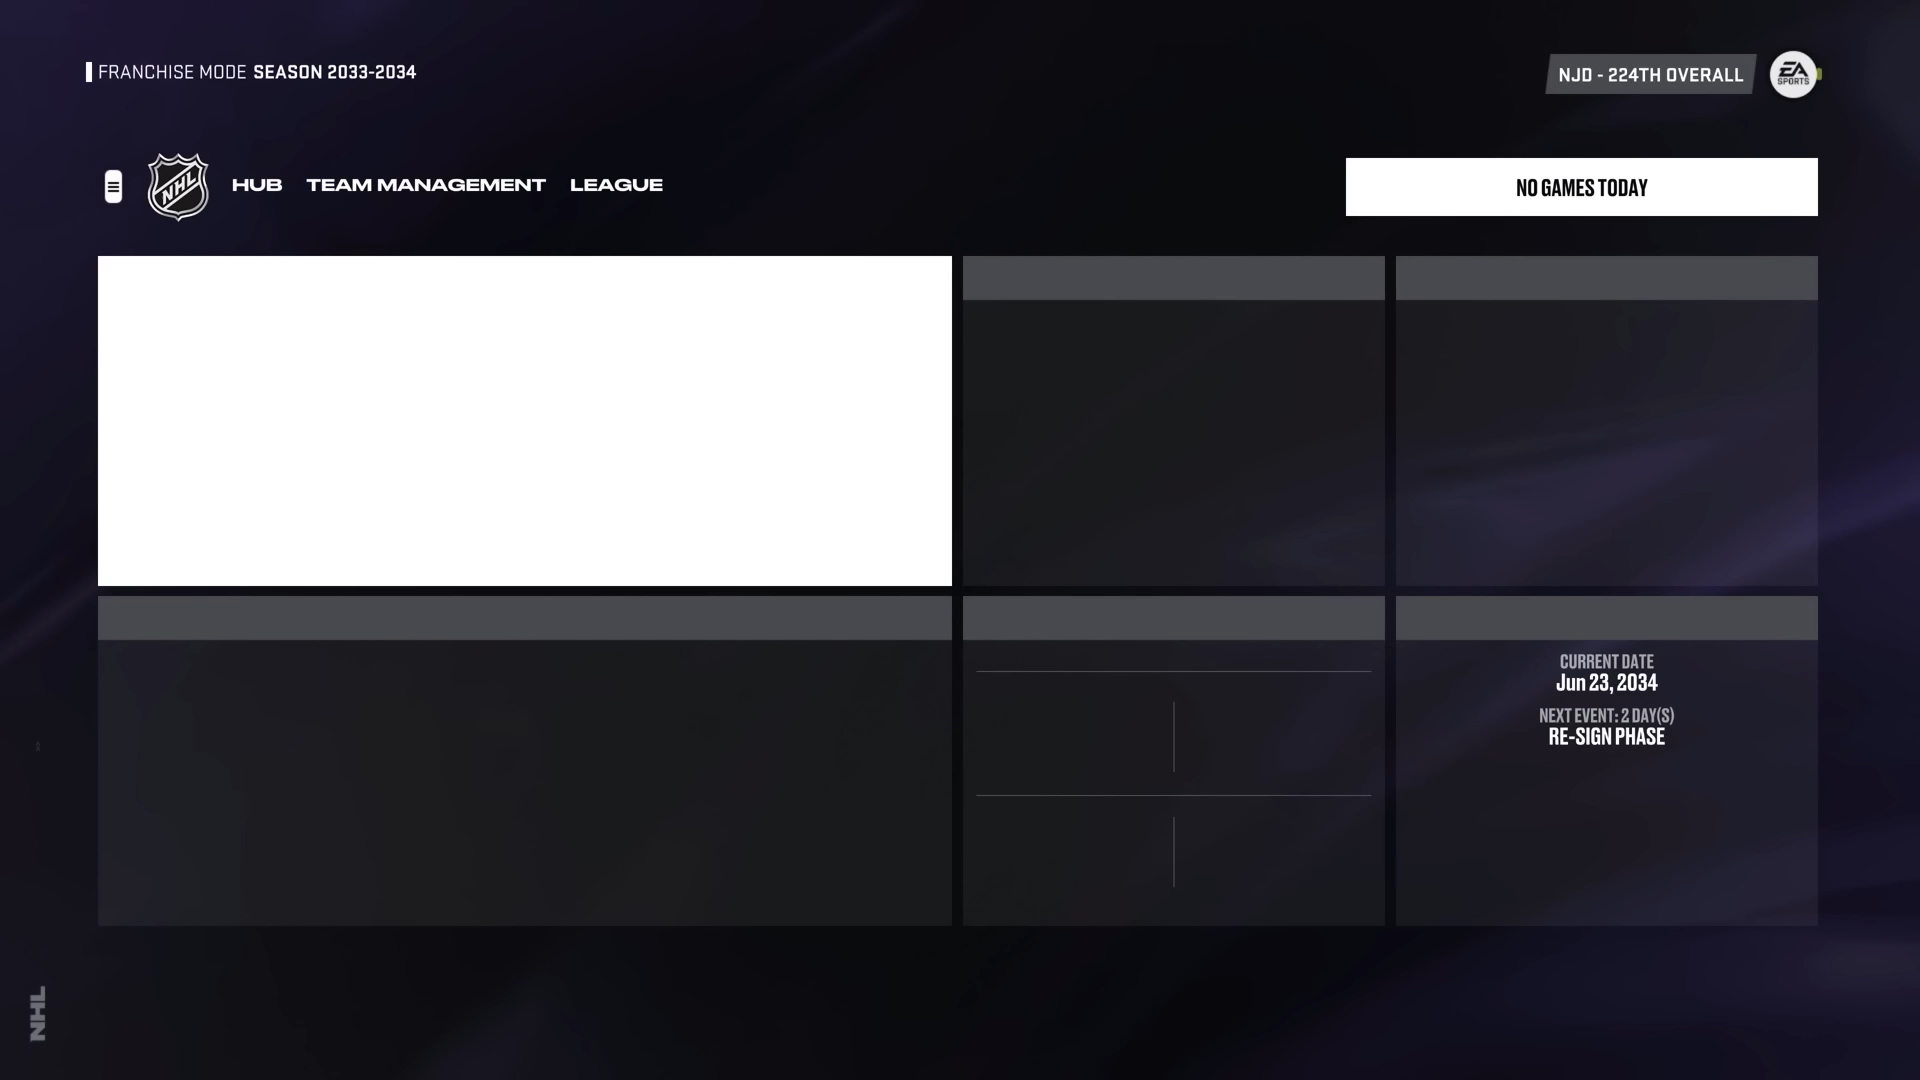 FRANCHISE MODE SEASON 2033-2034
NJD - 224TH OVERALL
EA
SPORTS
NHL
HUB
TEAM MANAGEMENT
LEAGUE
NO GAMES TODAY
CURRENT DATE
Jun 23, 2034
NEXT EVENT: 2 DAY(S)
RE-SIGN PHASE
NHL